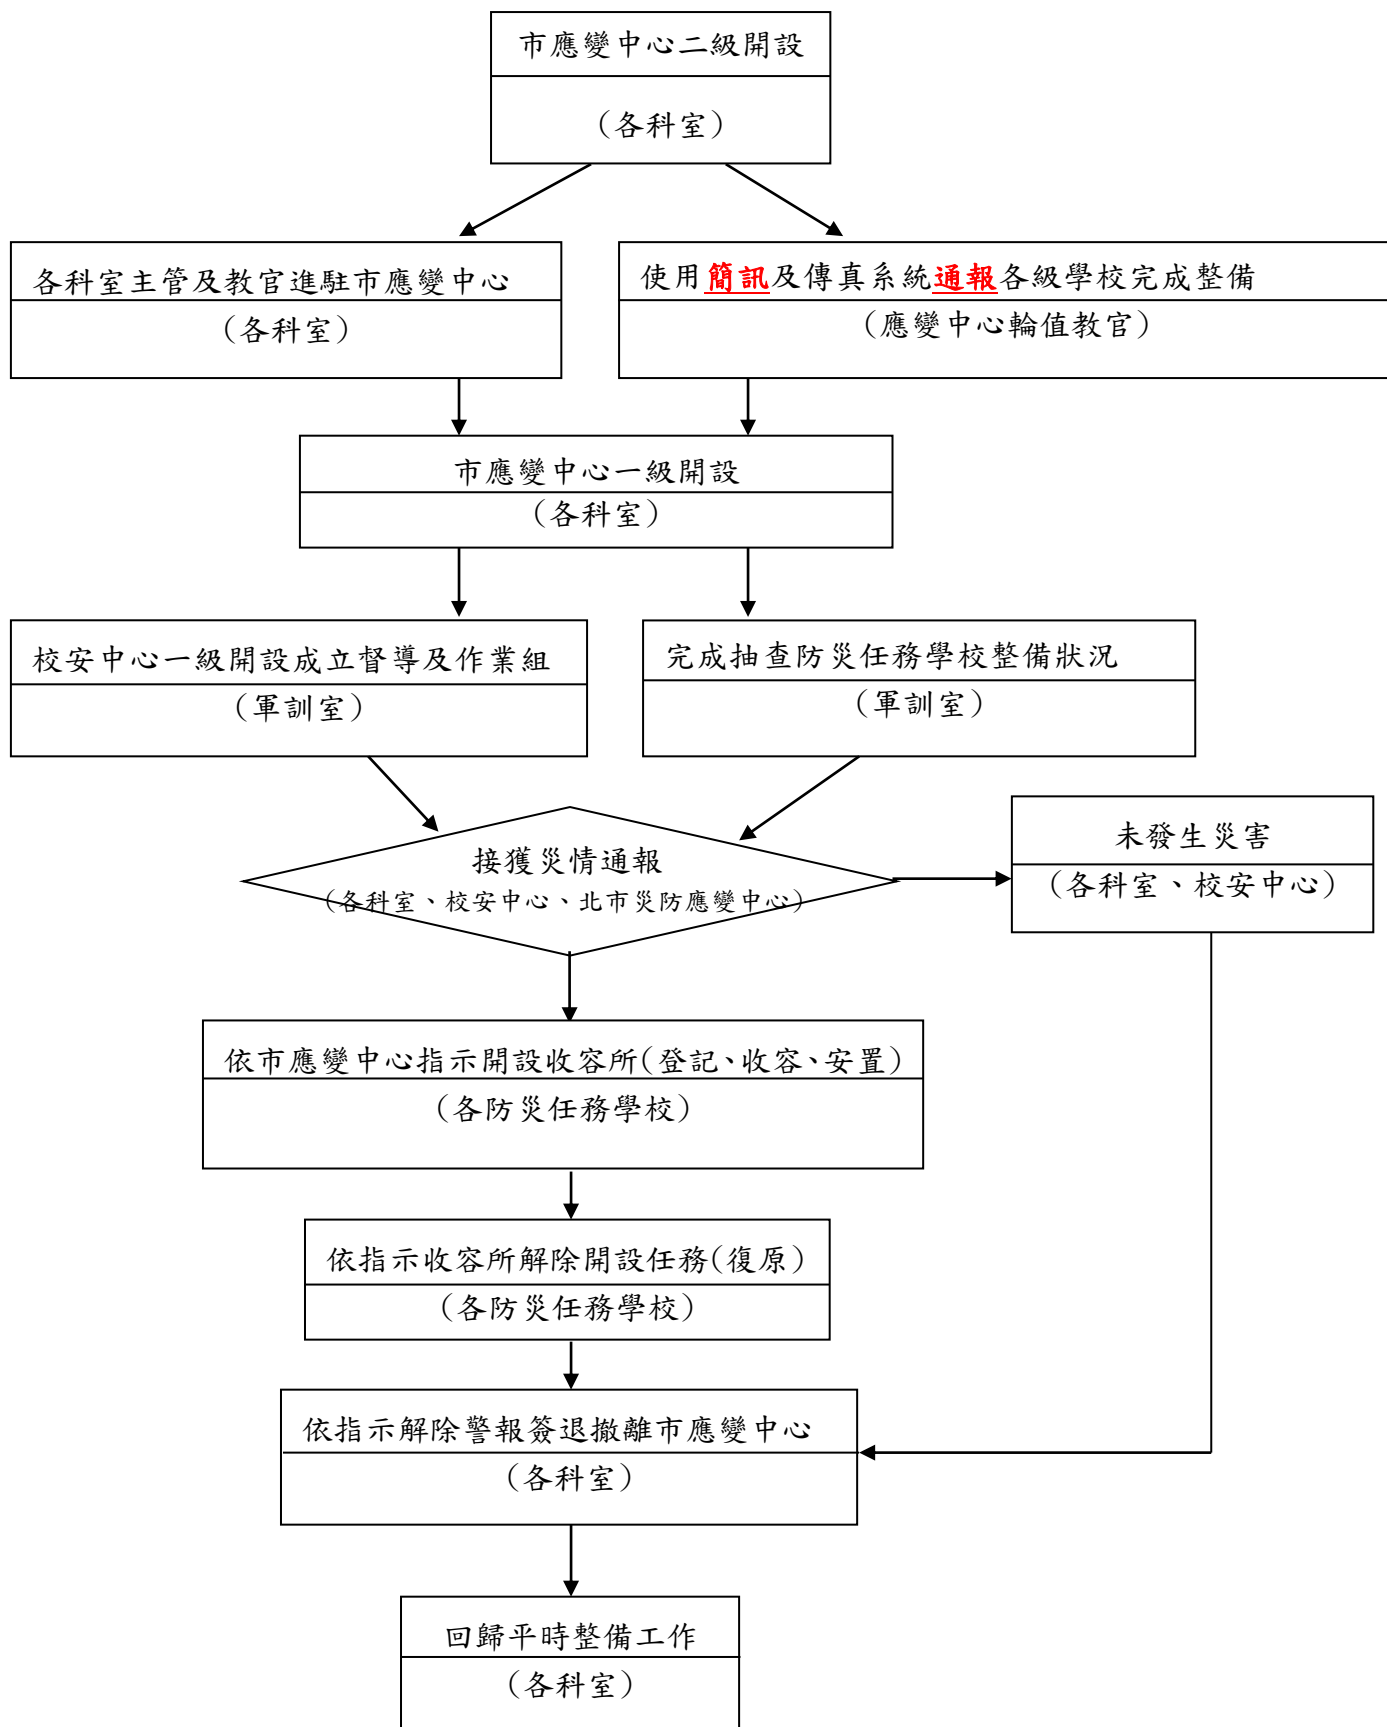 市應變中心二級開設
（各科室）
各科室主管及教官進駐市應變中心
（各科室）
使用簡訊及傳真系統通報各級學校完成整備
（應變中心輪值教官）
市應變中心一級開設
（各科室）
校安中心一級開設成立督導及作業組
（軍訓室）
完成抽查防災任務學校整備狀況
（軍訓室）
接獲災情通報
（各科室、校安中心、北市災防應變中心）
未發生災害
（各科室、校安中心）
依市應變中心指示開設收容所(登記、收容、安置)
（各防災任務學校）
依指示收容所解除開設任務(復原)
（各防災任務學校）
依指示解除警報簽退撤離市應變中心
（各科室）
回歸平時整備工作
（各科室）